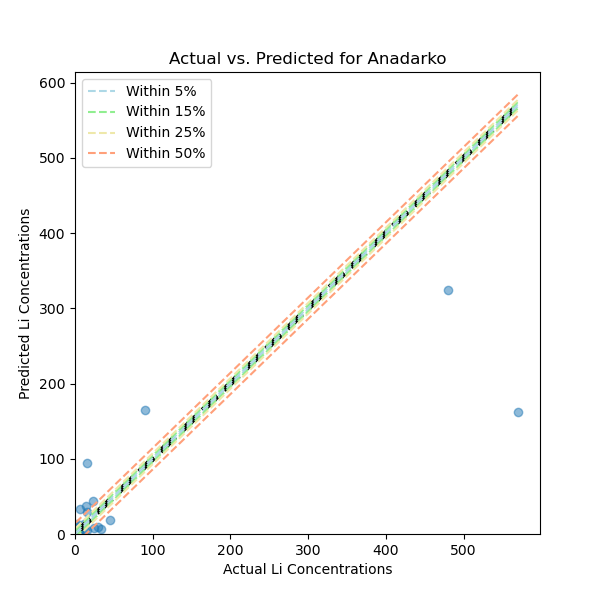 Actual vs. Predicted for Anadarko
600
500
400
300
200
100
0
Predicted Li Concentrations
Within 5%
Within 15%
Within 25%
Within 50%
0 100 200 300 400 500
Actual Li Concentrations